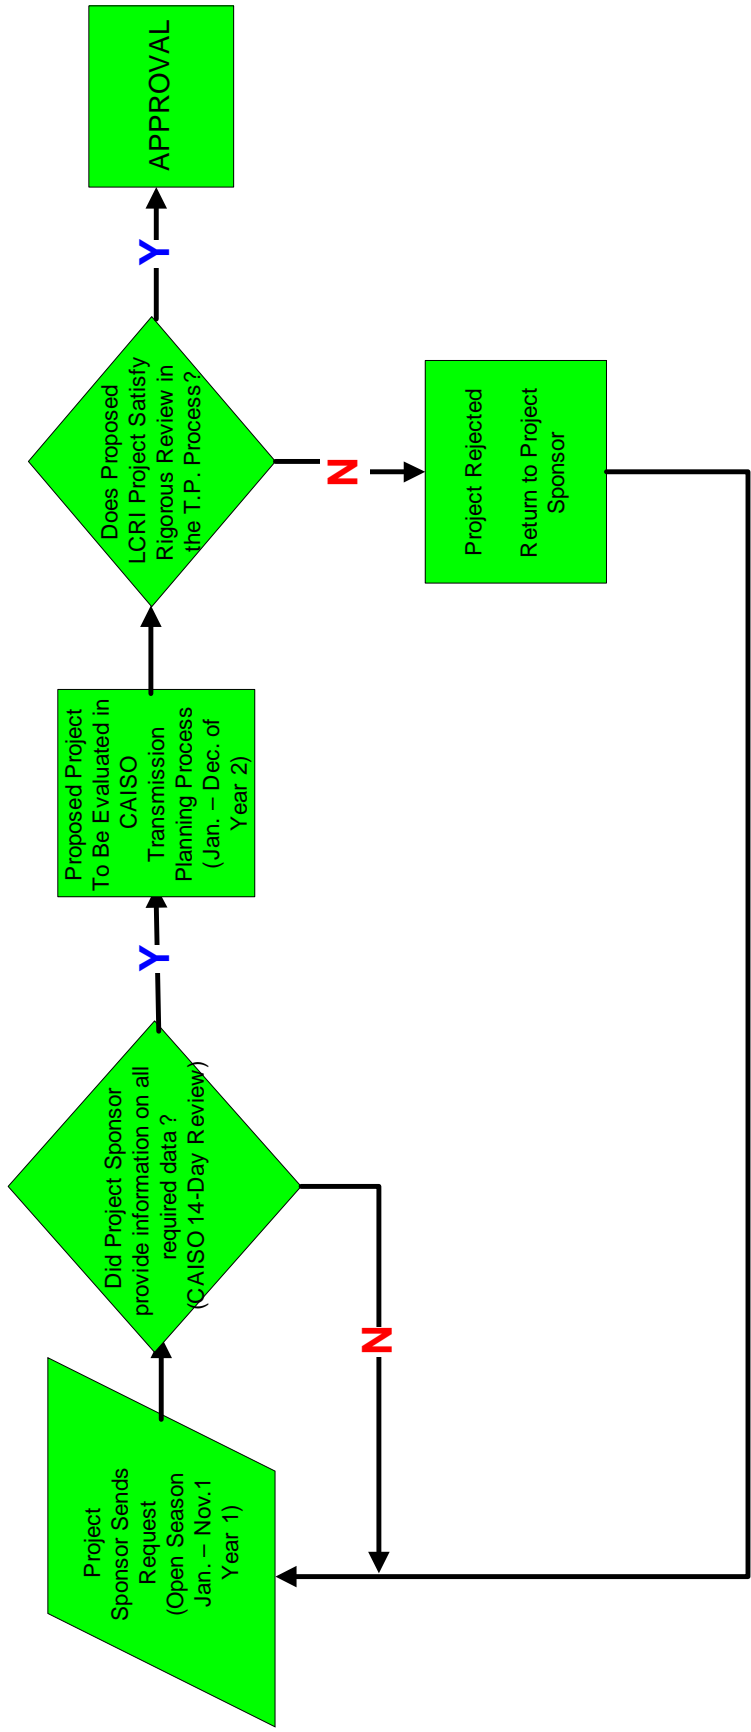 Project
Sponsor Sends
Request
(Open Season
Jan. – Nov.1
Year 1)
Did Project Sponsor
provide information on all
required data ?
(CAISO 14-Day Review)
N
Y
Proposed Project
To Be Evaluated in
CAISO
Transmission
Planning Process
(Jan. – Dec. of
Year 2)
Does Proposed
LCRI Project Satisfy
Rigorous Review in
the T.P. Process?
N
Project Rejected
Return to Project
Sponsor
Y
APPROVAL